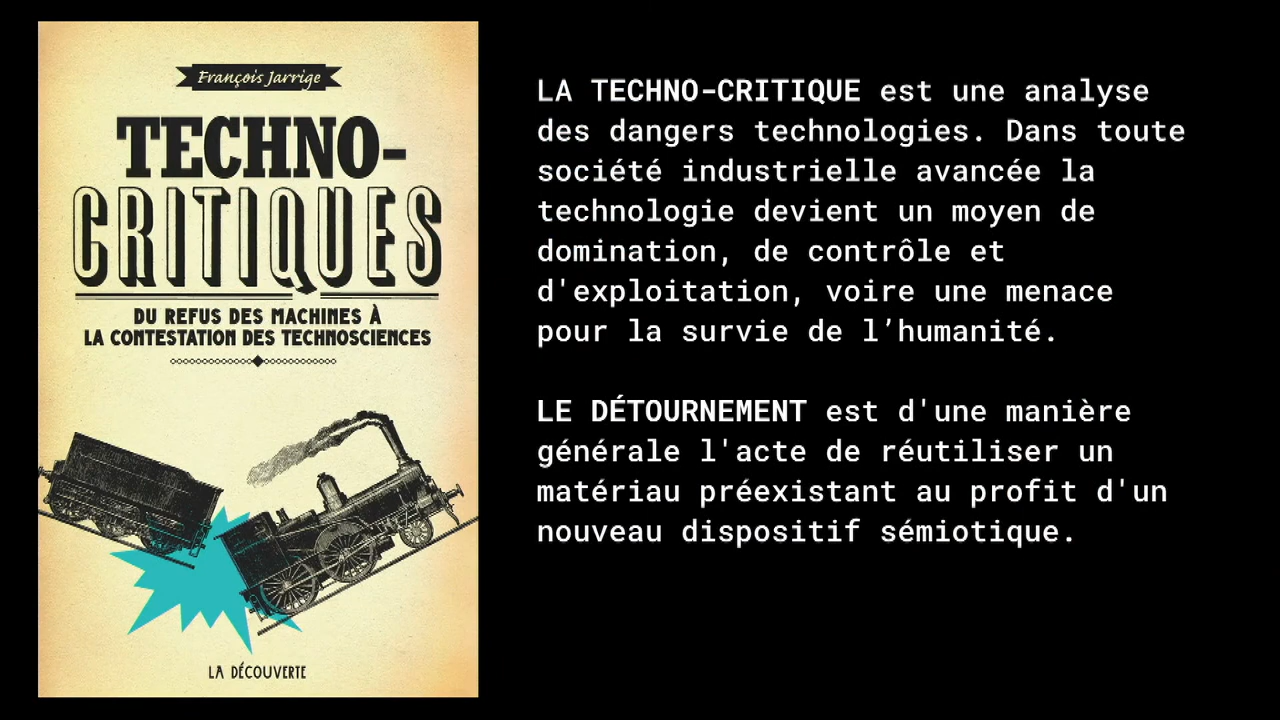 François Jarrige
TECHNO-
CRITIQUES
DU REFUS DES MACHINES À
LA CONTESTATION DES TECHNOSCIENCES
LA DÉCOUVERTE
LA TECHNO-CRITIQUE est une analyse
des dangers technologies. Dans toute
société industrielle avancée la
technologie devient un moyen de
domination, de contrôle et
d'exploitation, voire une menace
pour la survie de l’humanité.
LE DÉTOURNEMENT est d'une manière
générale l'acte de réutiliser un
matériau préexistant au profit d'un
nouveau dispositif sémiotique.